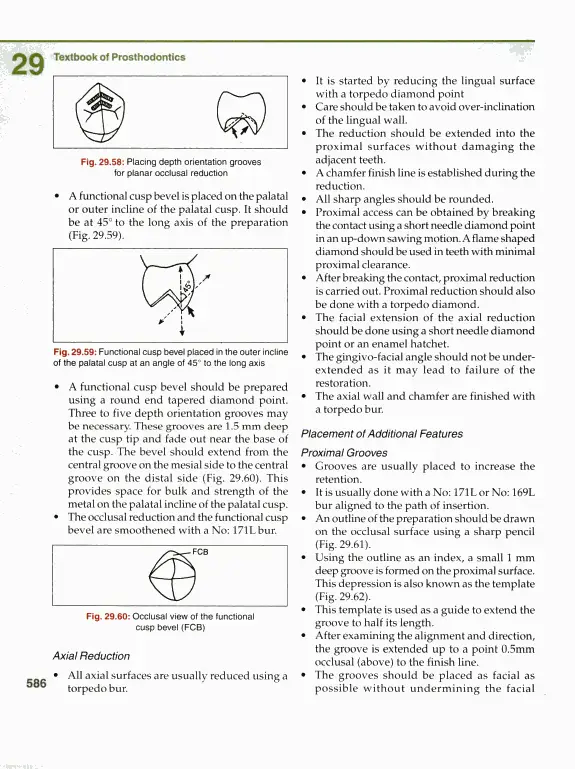 29 Textbook of Prosthodontics
Fig. 29.58: Placing depth orientation grooves
for planar occlusal reduction
• A functional cusp bevel is placed on the palatal
or outer incline of the palatal cusp. It should
be at 45° to the long axis of the preparation
(Fig. 29.59).
45°
Fig. 29.59: Functional cusp bevel placed in the outer incline
of the palatal cusp at an angle of 45° to the long axis
• A functional cusp bevel should be prepared
using a round end tapered diamond point.
Three to five depth orientation grooves may
be necessary. These grooves are 1.5 mm deep
at the cusp tip and fade out near the base of
the cusp. The bevel should extend from the
central groove on the mesial side to the central
groove on the distal side (Fig. 29.60). This
provides space for bulk and strength of the
metal on the palatal incline of the palatal cusp.
• The occlusal reduction and the functional cusp
bevel are smoothened with a No: 171L bur.
FCB
Fig. 29.60: Occlusal view of the functional
cusp bevel (FCB)
Axial Reduction
• All axial surfaces are usually reduced using a
torpedo bur.
586
• It is started by reducing the lingual surface
with a torpedo diamond point
• Care should be taken to avoid over-inclination
of the lingual wall.
• The reduction should be extended into the
proximal surfaces without damaging the
adjacent teeth.
• A chamfer finish line is established during the
reduction.
• All sharp angles should be rounded.
• Proximal access can be obtained by breaking
the contact using a short needle diamond point
in an up-down sawing motion. A flame shaped
diamond should be used in teeth with minimal
proximal clearance.
• After breaking the contact, proximal reduction
is carried out. Proximal reduction should also
be done with a torpedo diamond.
• The facial extension of the axial reduction
should be done using a short needle diamond
point or an enamel hatchet.
• The gingivo-facial angle should not be under-
extended as it may lead to failure of the
restoration.
• The axial wall and chamfer are finished with
a torpedo bur.
Placement of Additional Features
Proximal Grooves
• Grooves are usually placed to increase the
retention.
• It is usually done with a No: 171L or No: 169L
bur aligned to the path of insertion.
• An outline of the preparation should be drawn
on the occlusal surface using a sharp pencil
(Fig. 29.61).
• Using the outline as an index, a small 1 mm
deep groove is formed on the proximal surface.
This depression is also known as the template
(Fig. 29.62).
• This template is used as a guide to extend the
groove to half its length.
• After examining the alignment and direction,
the groove is extended up to a point 0.5mm
occlusal (above) to the finish line.
• The grooves should be placed as facial as
possible without undermining the facial